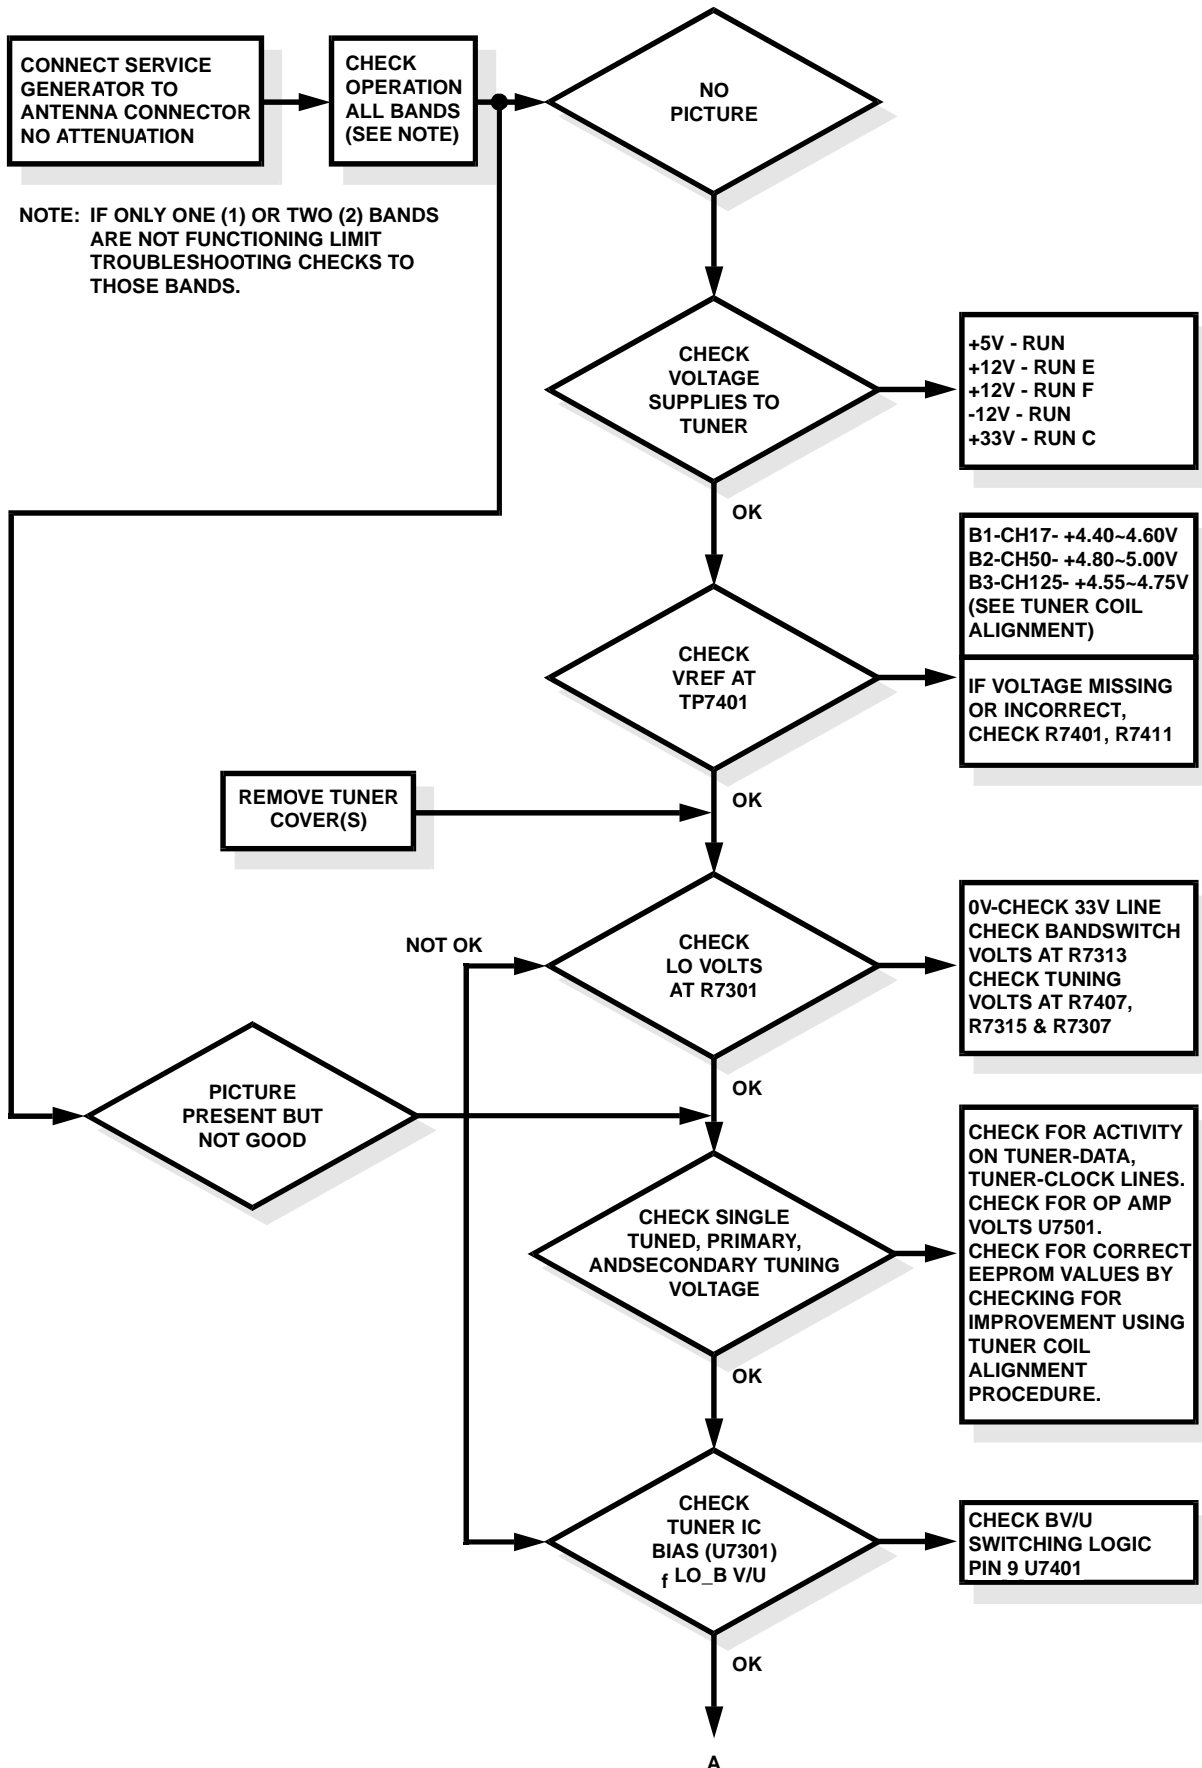 CONNECT SERVICE
GENERATOR TO
ANTENNA CONNECTOR
NO ATTENUATION
CHECK
OPERATION
ALL BANDS
(SEE NOTE)
NO
PICTURE
NOTE: IF ONLY ONE (1) OR TWO (2) BANDS
ARE NOT FUNCTIONING LIMIT
TROUBLESHOOTING CHECKS TO
THOSE BANDS.
CHECK
VOLTAGE
SUPPLIES TO
TUNER
+5V - RUN
+12V - RUN E
+12V - RUN F
-12V - RUN
+33V - RUN C
OK
CHECK
VREF AT
TP7401
B1-CH17- +4.40~4.60V
B2-CH50- +4.80~5.00V
B3-CH125- +4.55~4.75V
(SEE TUNER COIL
ALIGNMENT)
IF VOLTAGE MISSING
OR INCORRECT,
CHECK R7401, R7411
OK
REMOVE TUNER
COVER(S)
NOT OK
CHECK
LO VOLTS
AT R7301
0V-CHECK 33V LINE
CHECK BANDSWITCH
VOLTS AT R7313
CHECK TUNING
VOLTS AT R7407,
R7315 & R7307
OK
PICTURE
PRESENT BUT
NOT GOOD
CHECK SINGLE
TUNED, PRIMARY,
ANDSECONDARY TUNING
VOLTAGE
CHECK FOR ACTIVITY
ON TUNER-DATA,
TUNER-CLOCK LINES.
CHECK FOR OP AMP
VOLTS U7501.
CHECK FOR CORRECT
EEPROM VALUES BY
CHECKING FOR
IMPROVEMENT USING
TUNER COIL
ALIGNMENT
PROCEDURE.
OK
CHECK
TUNER IC
BIAS (U7301)
f LO_B V/U
CHECK BV/U
SWITCHING LOGIC
PIN 9 U7401
OK
A